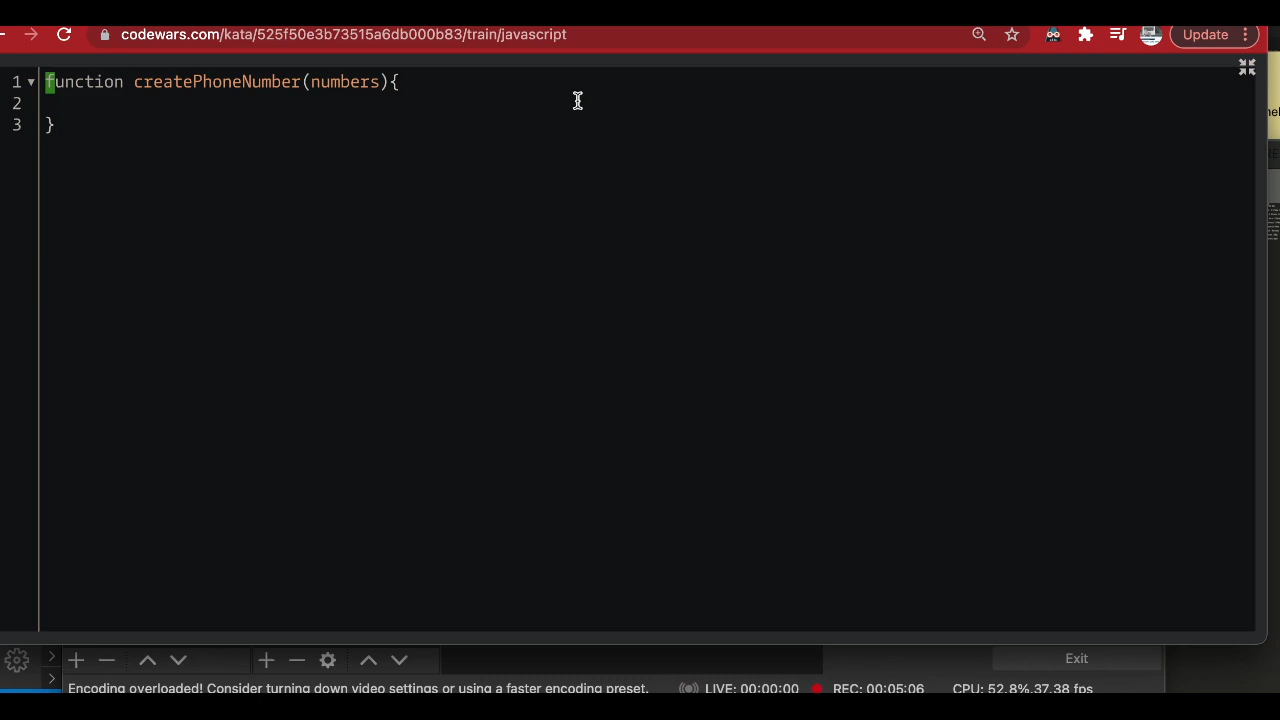 codewars.com/kata/525f50e3b73515a6db000b83/train/javascript
Update
1 function createPhoneNumber(numbers){
2
3 }
Exit
Encoding overloaded! Consider turning down video settings or using a faster encoding preset.
LIVE: 00:00:00
REC: 00:05:06
CPU: 52.8%,37.38 fps